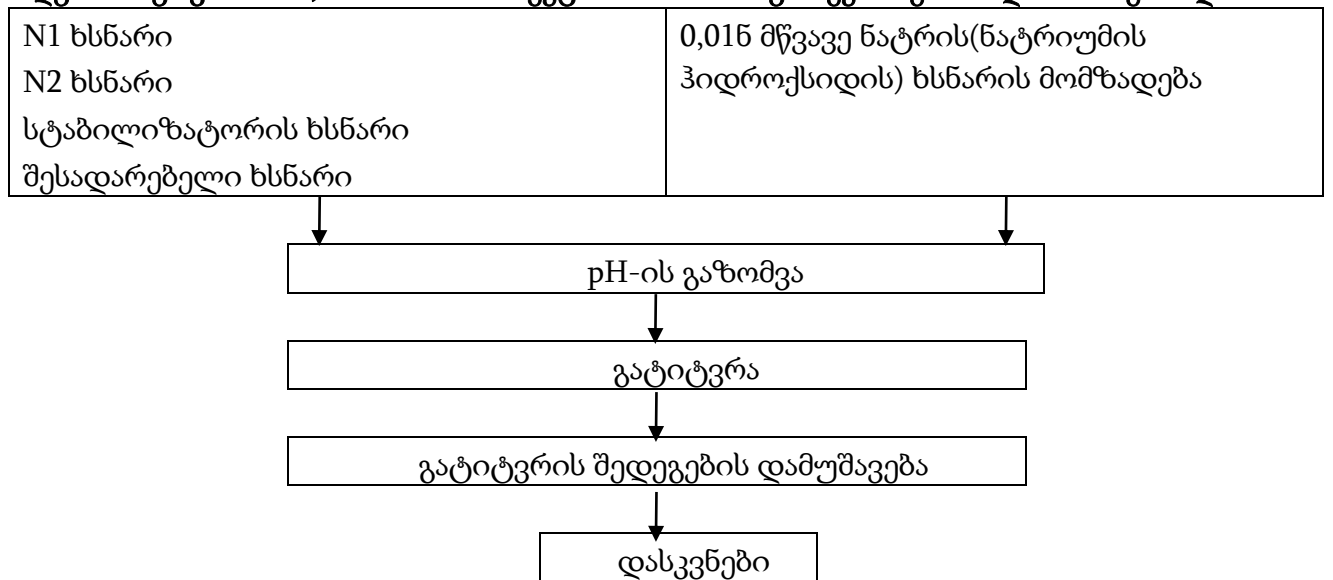 N1 ხსნარი
N2 ხსნარი
სტაბილიზატორის ხსნარი
შესადარებელი ხსნარი
0,01ნ მწვავე ნატრის(ნატრიუმის
ჰიდროქსიდის) ხსნარის მომზადება
pH-ის გაზომვა
გატიტვრა
გატიტვრის შედეგების დამუშავება
დასკვნები